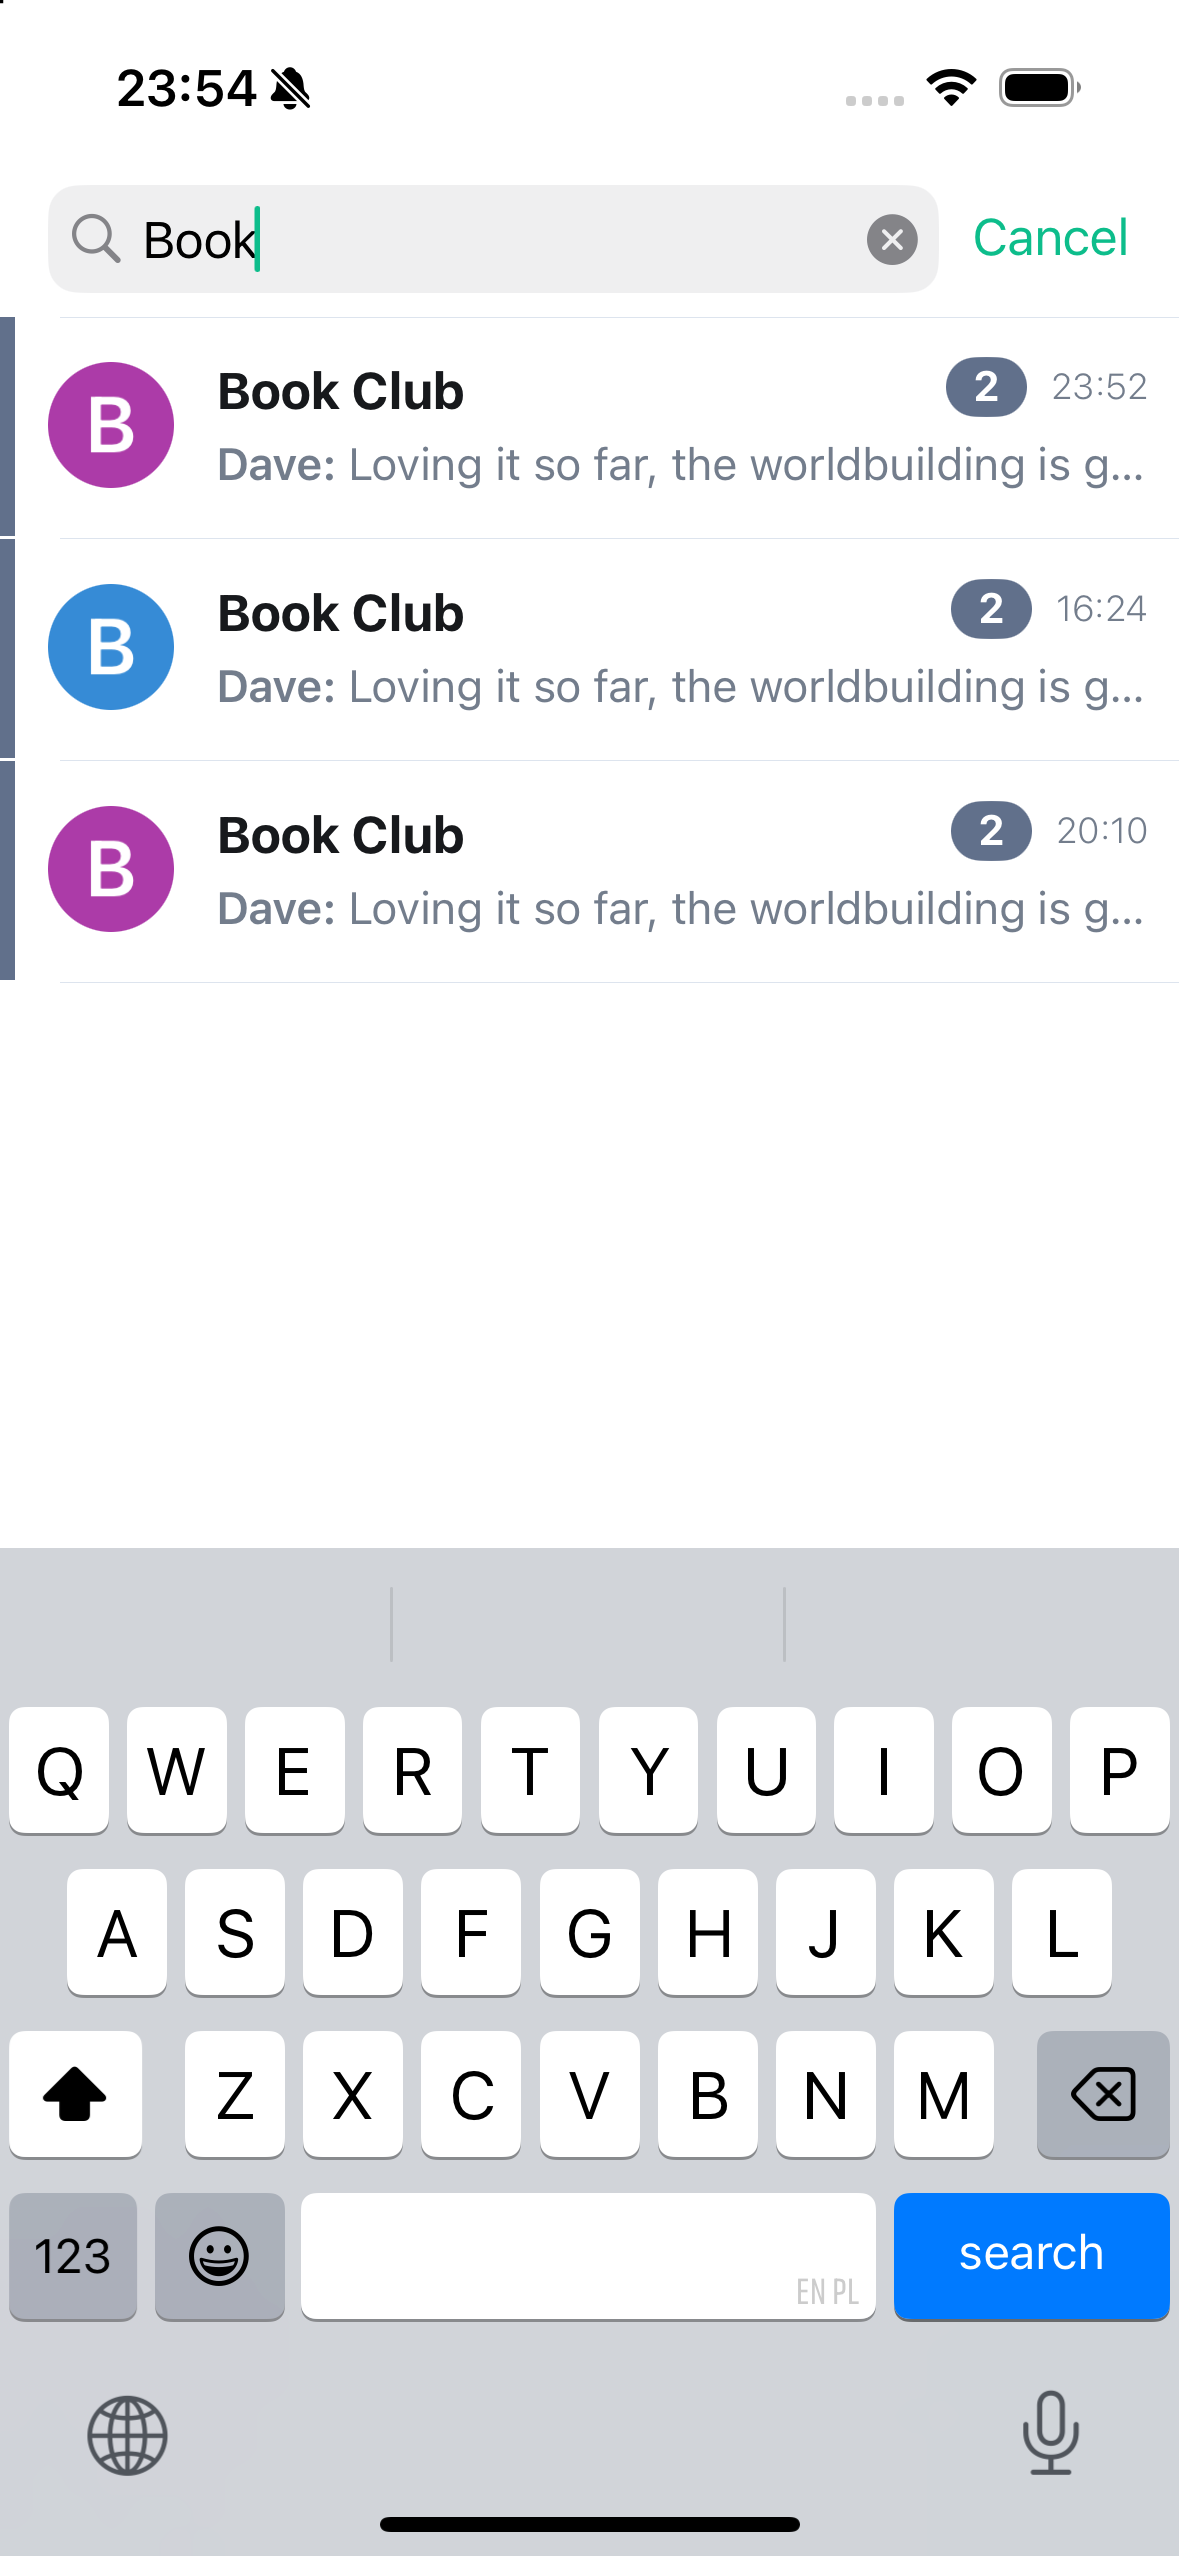 23:54
Book
Cancel
B
Book Club
2
23:52
Dave: Loving it so far, the worldbuilding is g...
B
Book Club
2
16:24
Dave: Loving it so far, the worldbuilding is g...
B
Book Club
2
20:10
Dave: Loving it so far, the worldbuilding is g...
Q W E R T Y U I O P
A S D F G H J K L
Z X C V B N M
123
EN PL
search